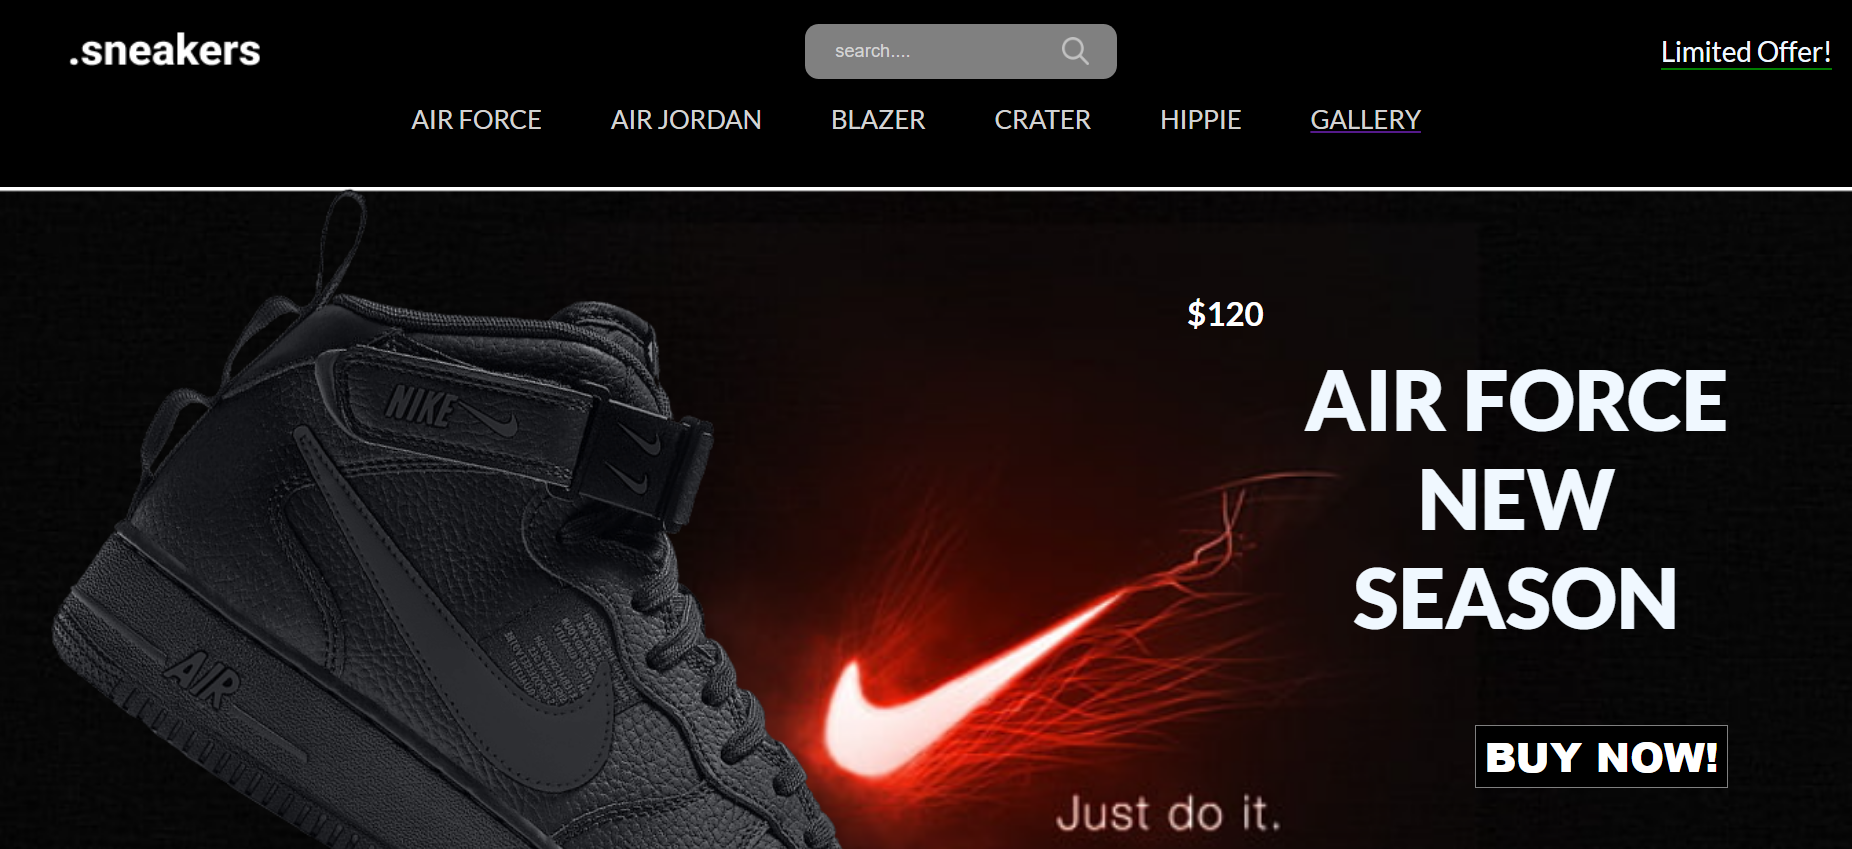 .sneakers
search....
Limited Offer!
AIR FORCE
AIR JORDAN
BLAZER
CRATER
HIPPIE
GALLERY
$120
AIR FORCE
NEW
SEASON
NIKE
AIR
BUY NOW!
Just do it.